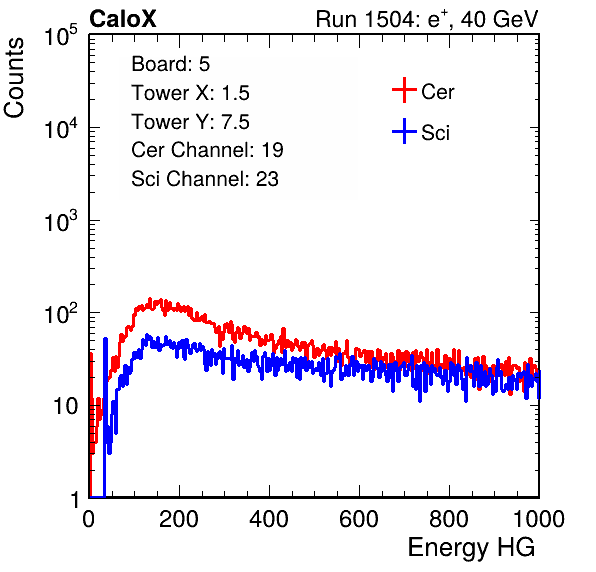 CaloX Run 1504: e⁺, 40 GeV
Counts
Board: 5
Tower X: 1.5
Tower Y: 7.5
Cer Channel: 19
Sci Channel: 23
Cer
Sci
10⁵
10⁴
10³
10²
10
1
0 200 400 600 800 1000
Energy HG